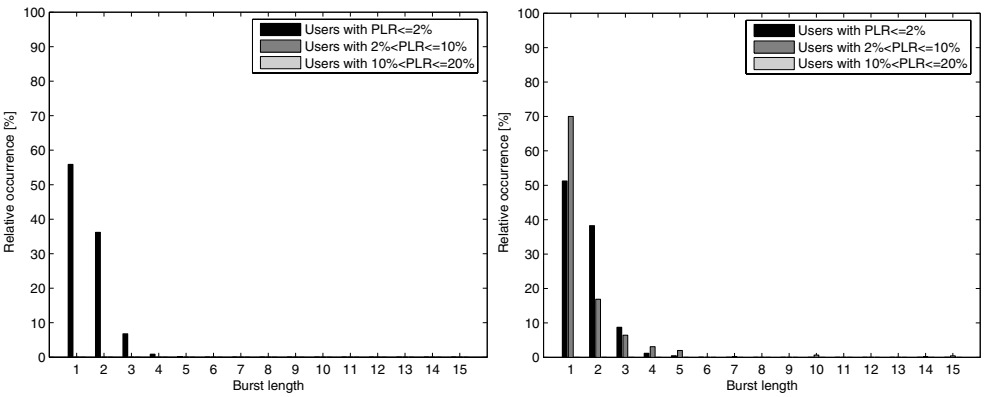 100
90
80
70
60
50
40
30
20
10
0
Relative occurrence [%]
Users with PLR<=2%
Users with 2%<PLR<=10%
Users with 10%<PLR<=20%
1 2 3 4 5 6 7 8 9 10 11 12 13 14 15
Burst length
100
90
80
70
60
50
40
30
20
10
0
Relative occurrence [%]
Users with PLR<=2%
Users with 2%<PLR<=10%
Users with 10%<PLR<=20%
1 2 3 4 5 6 7 8 9 10 11 12 13 14 15
Burst length